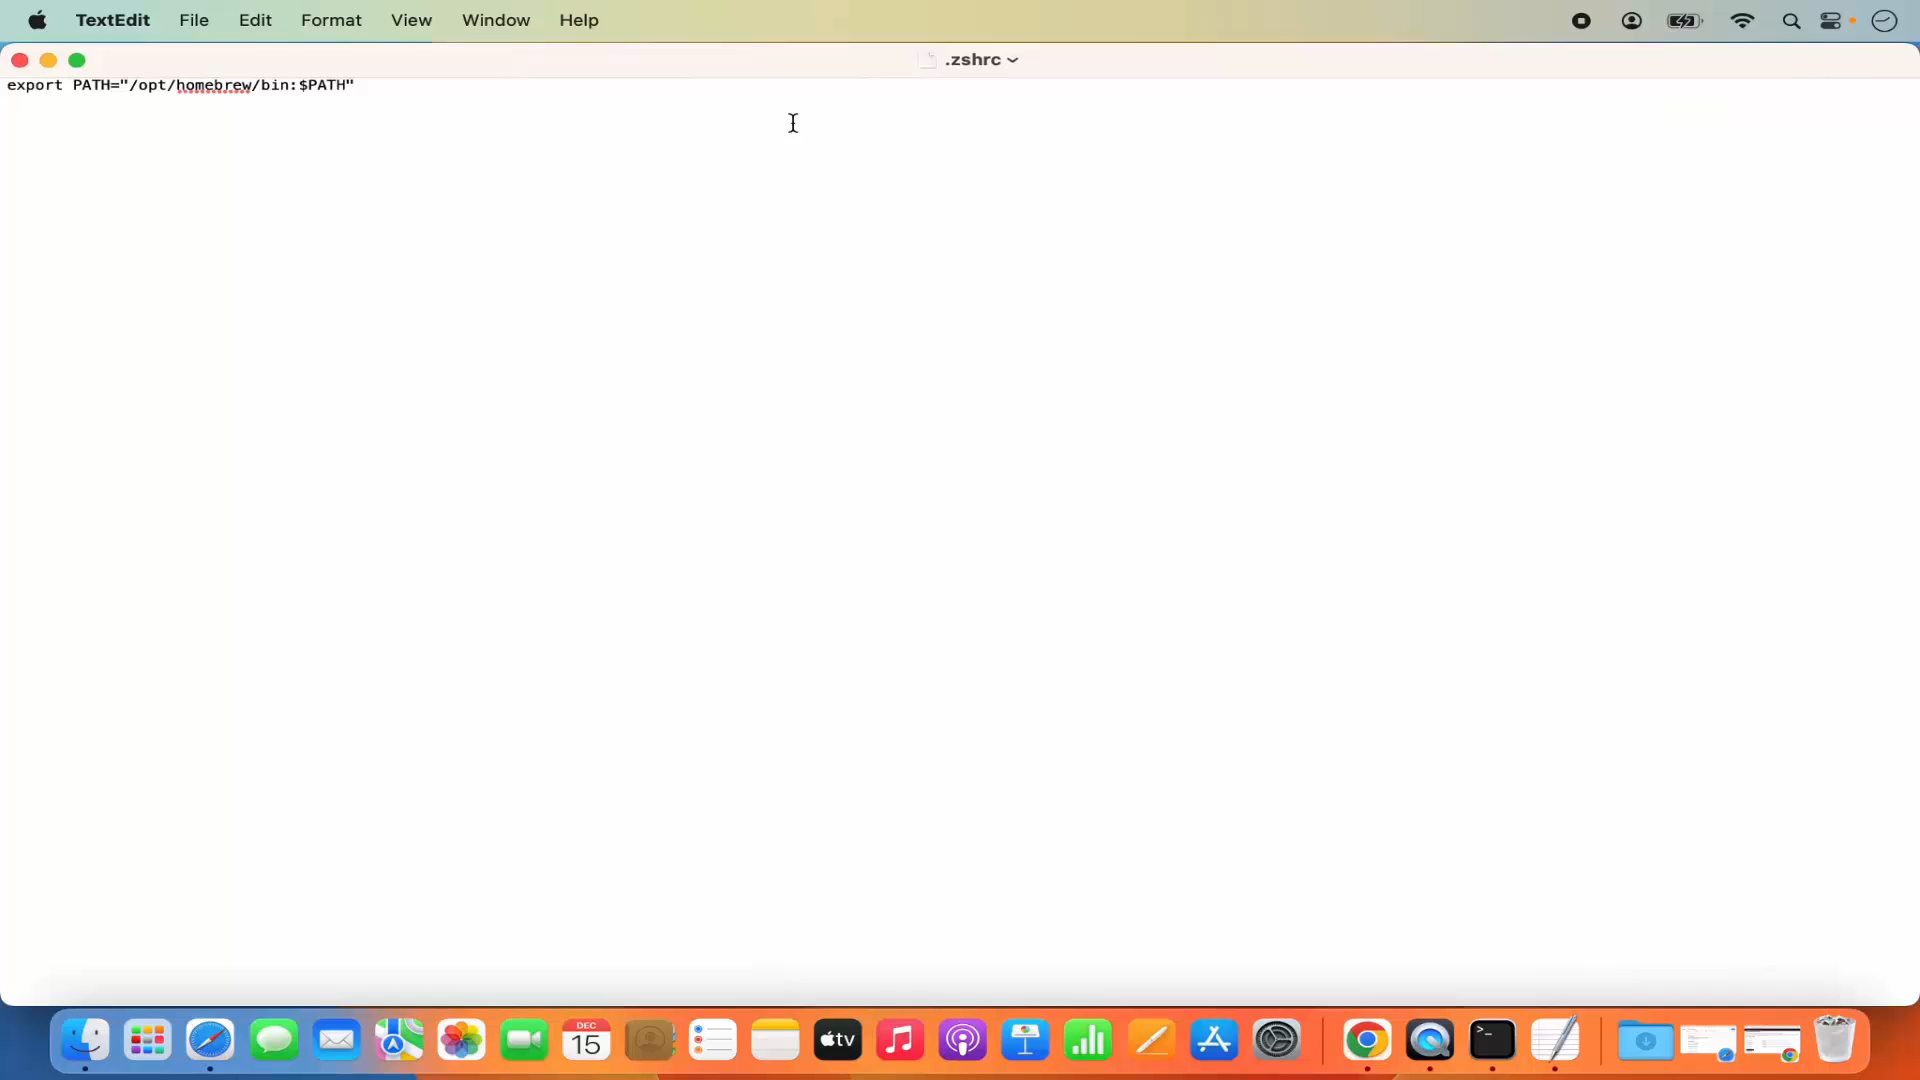 TextEdit File Edit Format View Window Help
.zshrc
export PATH="/opt/homebrew/bin:$PATH"
DEC
15
tv
>_